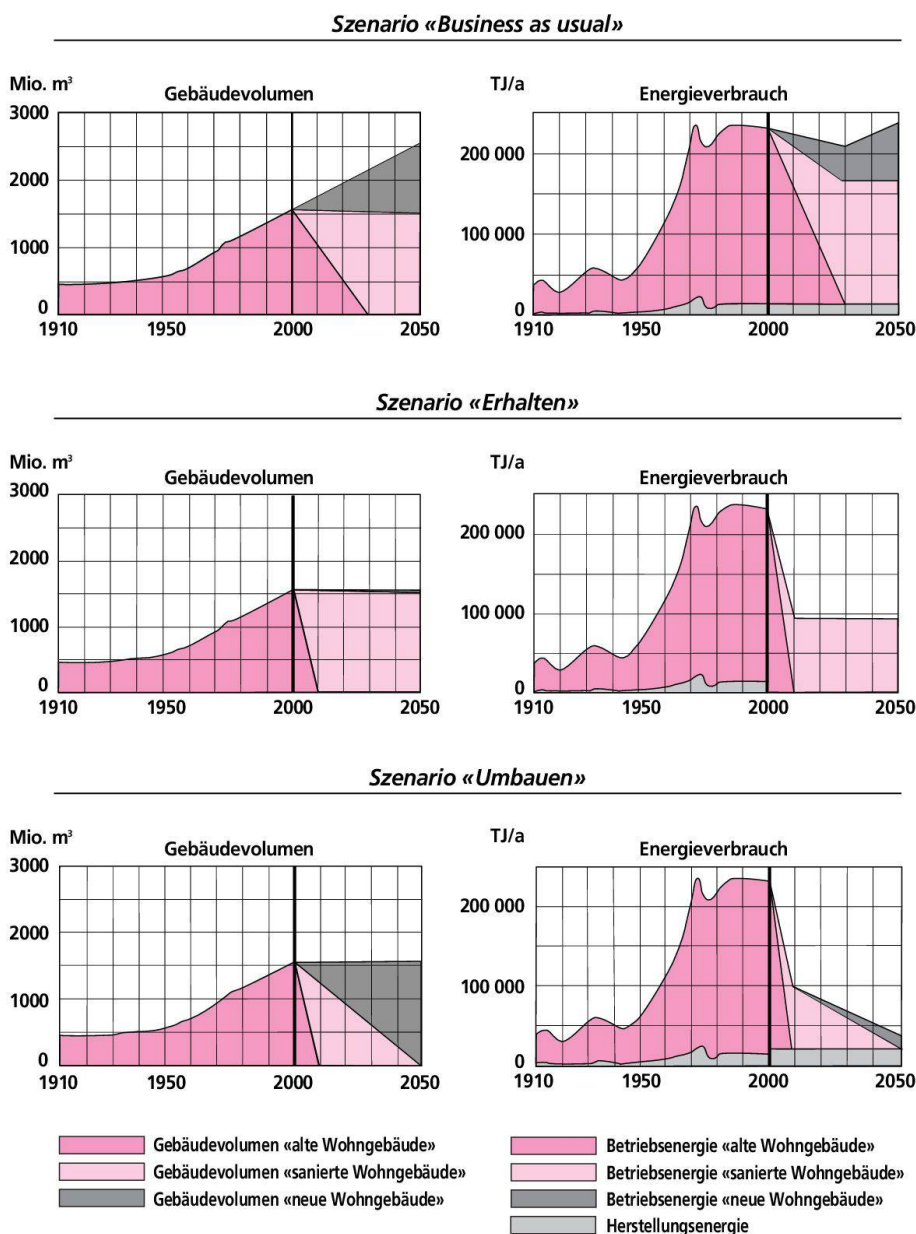 Szenario «Business as usual»
Mio. m³
Gebäudevolumen
3000
2000
1000
0
1910
1950
2000
2050
TJ/a
Energieverbrauch
200 000
100 000
0
1910
1950
2000
2050
Szenario «Erhalten»
Mio. m³
Gebäudevolumen
3000
2000
1000
0
1910
1950
2000
2050
TJ/a
Energieverbrauch
200 000
100 000
0
1910
1950
2000
2050
Szenario «Umbauen»
Mio. m³
Gebäudevolumen
3000
2000
1000
0
1910
1950
2000
2050
TJ/a
Energieverbrauch
200 000
100 000
0
1910
1950
2000
2050
Gebäudevolumen «alte Wohngebäude»
Gebäudevolumen «sanierte Wohngebäude»
Gebäudevolumen «neue Wohngebäude»
Betriebsenergie «alte Wohngebäude»
Betriebsenergie «sanierte Wohngebäude»
Betriebsenergie «neue Wohngebäude»
Herstellungsenergie